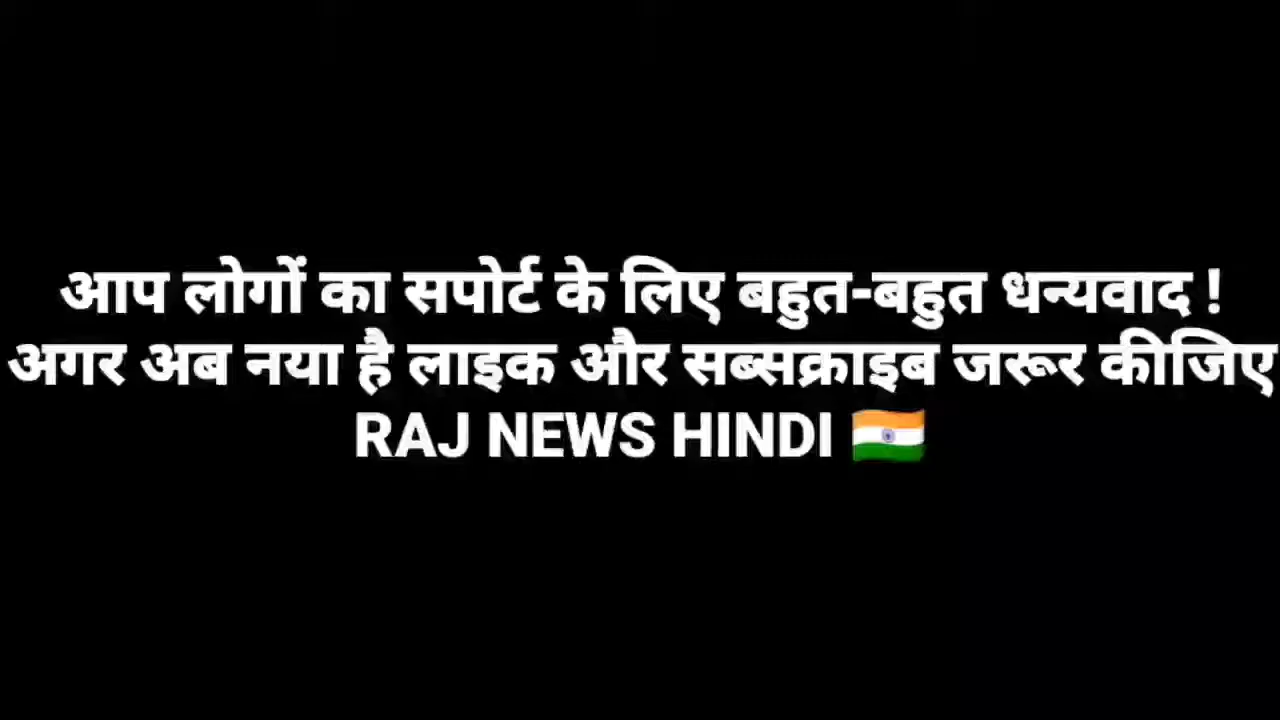 आप लोगों का सपोर्ट के लिए बहुत-बहुत धन्यवाद !
अगर अब नया है लाइक और सब्सक्राइब जरूर कीजिए
RAJ NEWS HINDI 🇮🇳